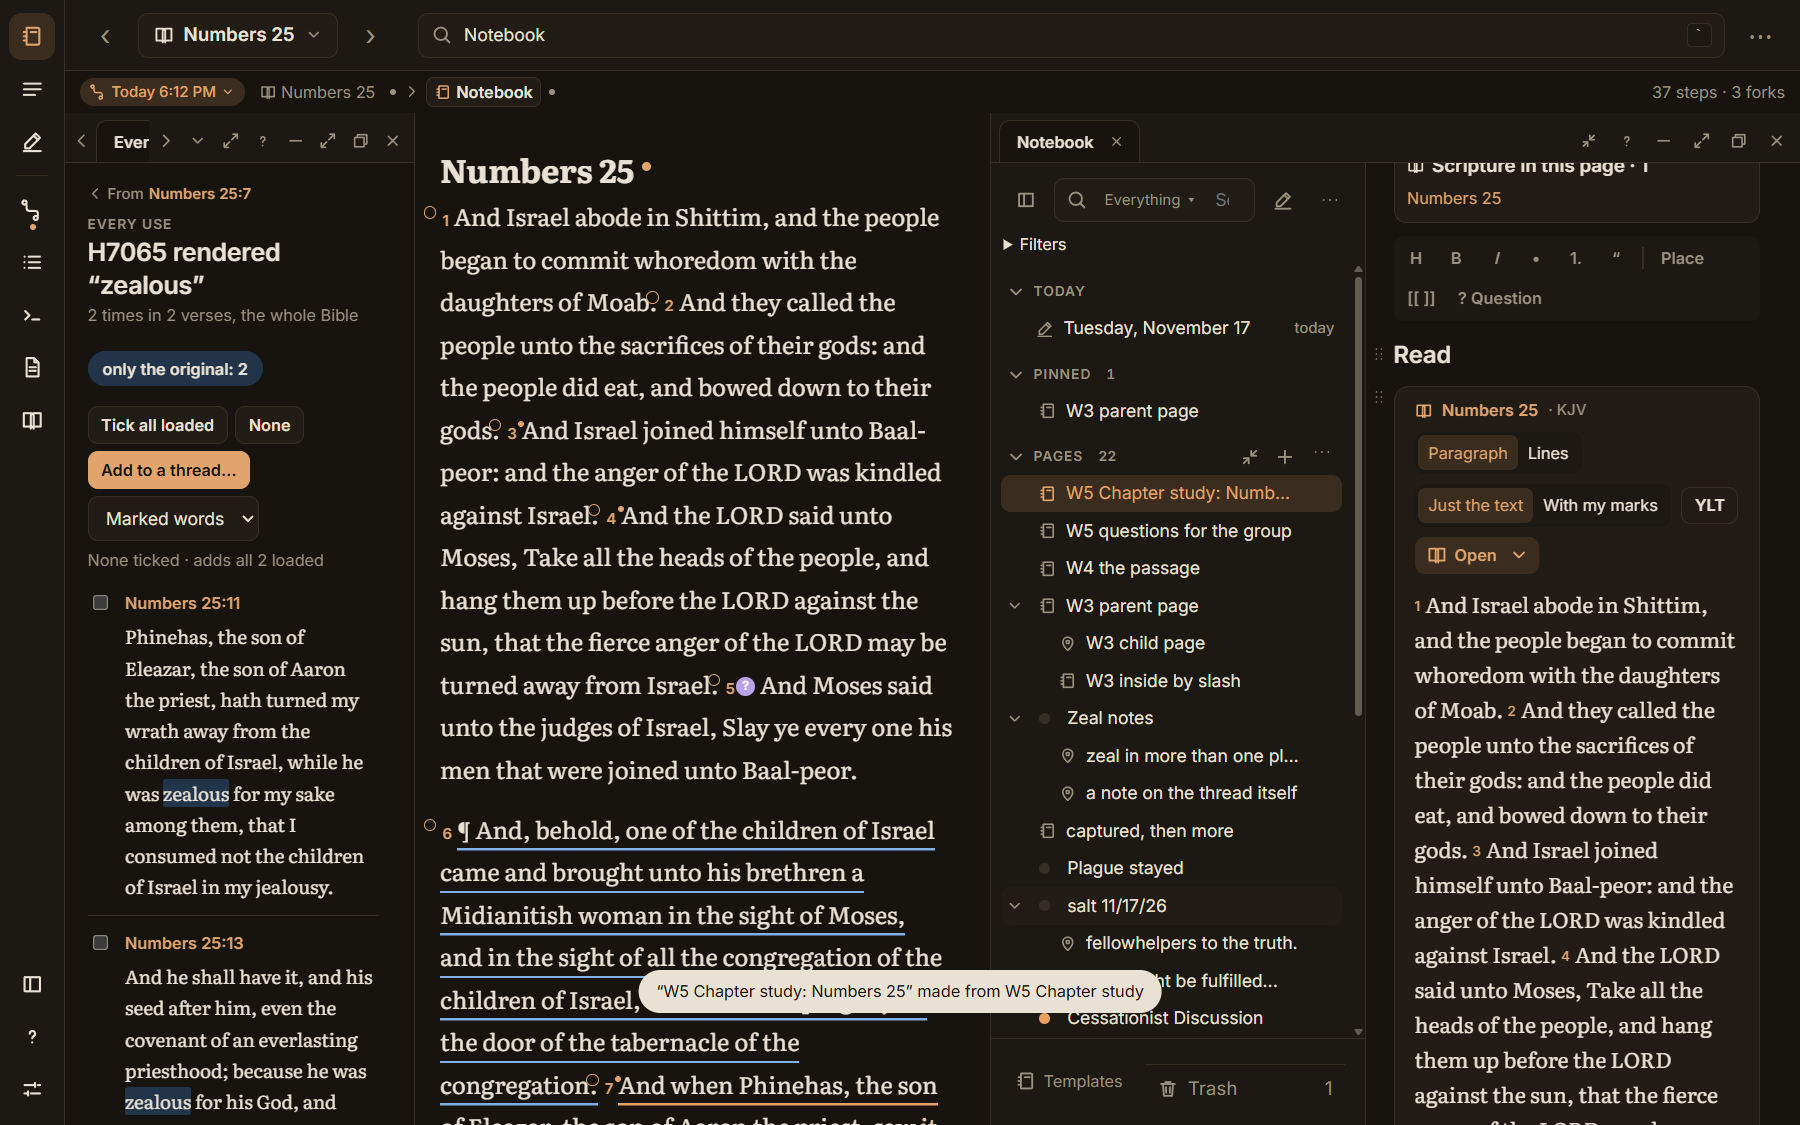 Numbers 25
Notebook
`
Today 6:12 PM
Numbers 25
Notebook
37 steps · 3 forks
Ever
?
From Numbers 25:7
EVERY USE
H7065 rendered
“zealous”
2 times in 2 verses, the whole Bible
only the original: 2
Tick all loaded
None
Add to a thread...
Marked words
None ticked · adds all 2 loaded
Numbers 25:11
Phinehas, the son of
Eleazar, the son of Aaron
the priest, hath turned my
wrath away from the
children of Israel, while he
was zealous for my sake
among them, that I
consumed not the children
of Israel in my jealousy.
Numbers 25:13
And he shall have it, and his
seed after him, even the
covenant of an everlasting
priesthood; because he was
zealous for his God, and
Numbers 25
1 And Israel abode in Shittim, and the people
began to commit whoredom with the
daughters of Moab. 2 And they called the
people unto the sacrifices of their gods: and
the people did eat, and bowed down to their
gods. 3 And Israel joined himself unto Baal-
peor: and the anger of the LORD was kindled
against Israel. 4 And the LORD said unto
Moses, Take all the heads of the people, and
hang them up before the LORD against the
sun, that the fierce anger of the LORD may be
turned away from Israel. 5 ? And Moses said
unto the judges of Israel, Slay ye every one his
men that were joined unto Baal-peor.
6 ¶ And, behold, one of the children of Israel
came and brought unto his brethren a
Midianitish woman in the sight of Moses,
and in the sight of all the congregation of the
children of Israel,
the door of the tabernacle of the
congregation. 7 And when Phinehas, the son
of Eleazar, the son of Aaron the priest, saw it
“W5 Chapter study: Numbers 25” made from W5 Chapter study
Notebook
?
Everything
Filters
TODAY
Tuesday, November 17 today
PINNED 1
W3 parent page
PAGES 22
W5 Chapter study: Numb...
W5 questions for the group
W4 the passage
W3 parent page
W3 child page
W3 inside by slash
Zeal notes
zeal in more than one pl...
a note on the thread itself
captured, then more
Plague stayed
salt 11/17/26
fellowhelpers to the truth.
ht be fulfilled...
Cessationist Discussion
Templates
Trash 1
Scripture in this page · 1
Numbers 25
H B I • 1. “ Place
[[ ]] ? Question
Read
Numbers 25 · KJV
Paragraph Lines
Just the text With my marks YLT
Open
1 And Israel abode in Shittim,
and the people began to commit
whoredom with the daughters
of Moab. 2 And they called the
people unto the sacrifices of
their gods: and the people did
eat, and bowed down to their
gods. 3 And Israel joined
himself unto Baal-peor: and the
anger of the LORD was kindled
against Israel. 4 And the LORD
said unto Moses, Take all the
heads of the people, and hang
them up before the LORD
against the sun, that the fierce
?